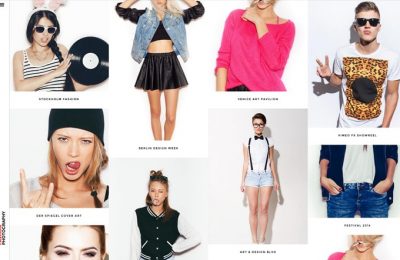 STOCKHOLM FASHION
BERLIN DESIGN WEEK
VENICE ART PAVILION
VIMEO FX SHOWREEL
DER SPIEGEL COVER ART
ART & DESIGN BLVD
FESTIVAL 2014
PHOTOGRAPHY